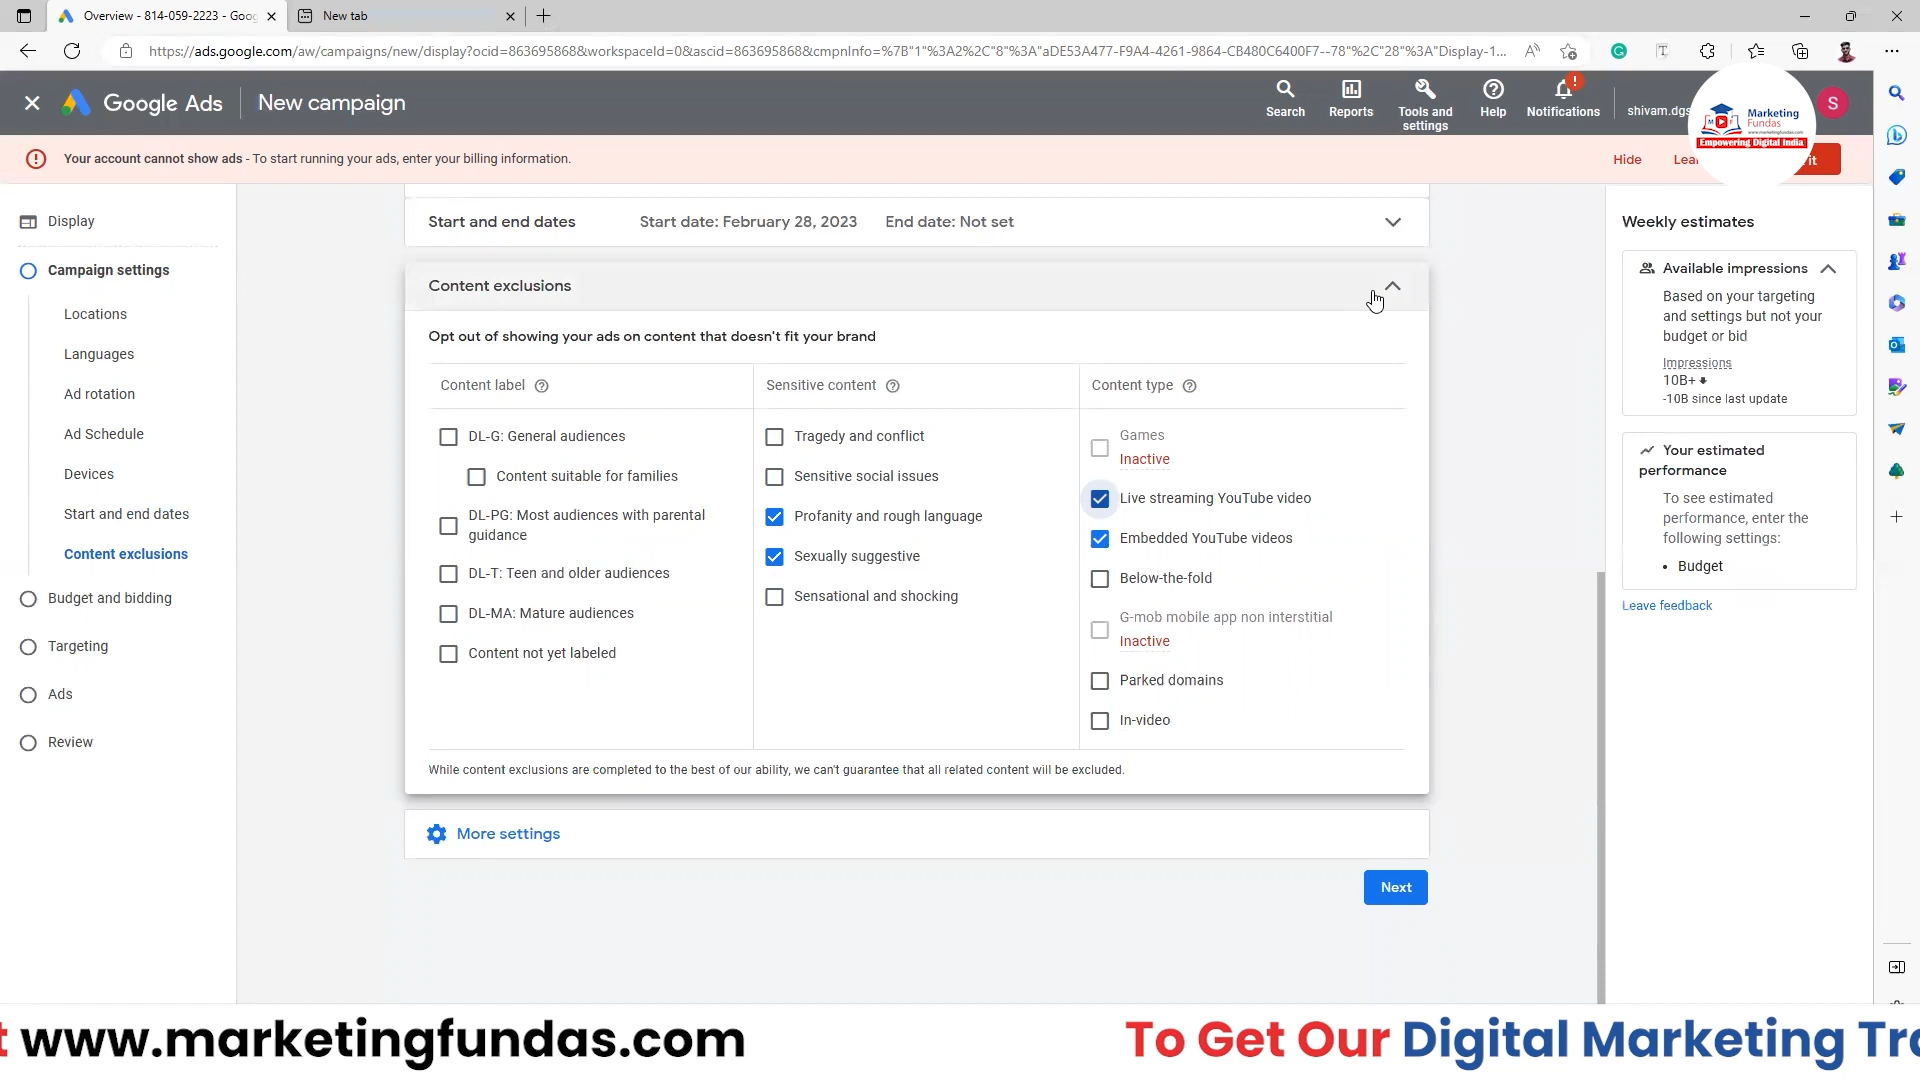 Overview - 814-059-2223 - Goog
New tab
https://ads.google.com/aw/campaigns/new/display?ocid=863695868&workspaceId=0&ascid=863695868&cmpnInfo=%7B"1"%3A2%2C"8"%3A"aDE53A477-F9A4-4261-9864-CB480C6400F7--78"%2C"28"%3A"Display-1...
Google Ads
New campaign
Search
Reports
Tools and
settings
Help
Notifications
shivam.dgs
S
Marketing
Fundas
www.marketingfundas.com
Empowering Digital India
Your account cannot show ads - To start running your ads, enter your billing information.
Hide
Lear
it
Display
Campaign settings
Locations
Languages
Ad rotation
Ad Schedule
Devices
Start and end dates
Content exclusions
Budget and bidding
Targeting
Ads
Review
Start and end dates
Start date: February 28, 2023
End date: Not set
Content exclusions
Opt out of showing your ads on content that doesn't fit your brand
Content label
DL-G: General audiences
Content suitable for families
DL-PG: Most audiences with parental
guidance
DL-T: Teen and older audiences
DL-MA: Mature audiences
Content not yet labeled
Sensitive content
Tragedy and conflict
Sensitive social issues
Profanity and rough language
Sexually suggestive
Sensational and shocking
Content type
Games
Inactive
Live streaming YouTube video
Embedded YouTube videos
Below-the-fold
G-mob mobile app non interstitial
Inactive
Parked domains
In-video
While content exclusions are completed to the best of our ability, we can't guarantee that all related content will be excluded.
More settings
Next
Weekly estimates
Available impressions
Based on your targeting
and settings but not your
budget or bid
Impressions
10B+
-10B since last update
Your estimated
performance
To see estimated
performance, enter the
following settings:
• Budget
Leave feedback
t www.marketingfundas.com
To Get Our Digital Marketing Tra